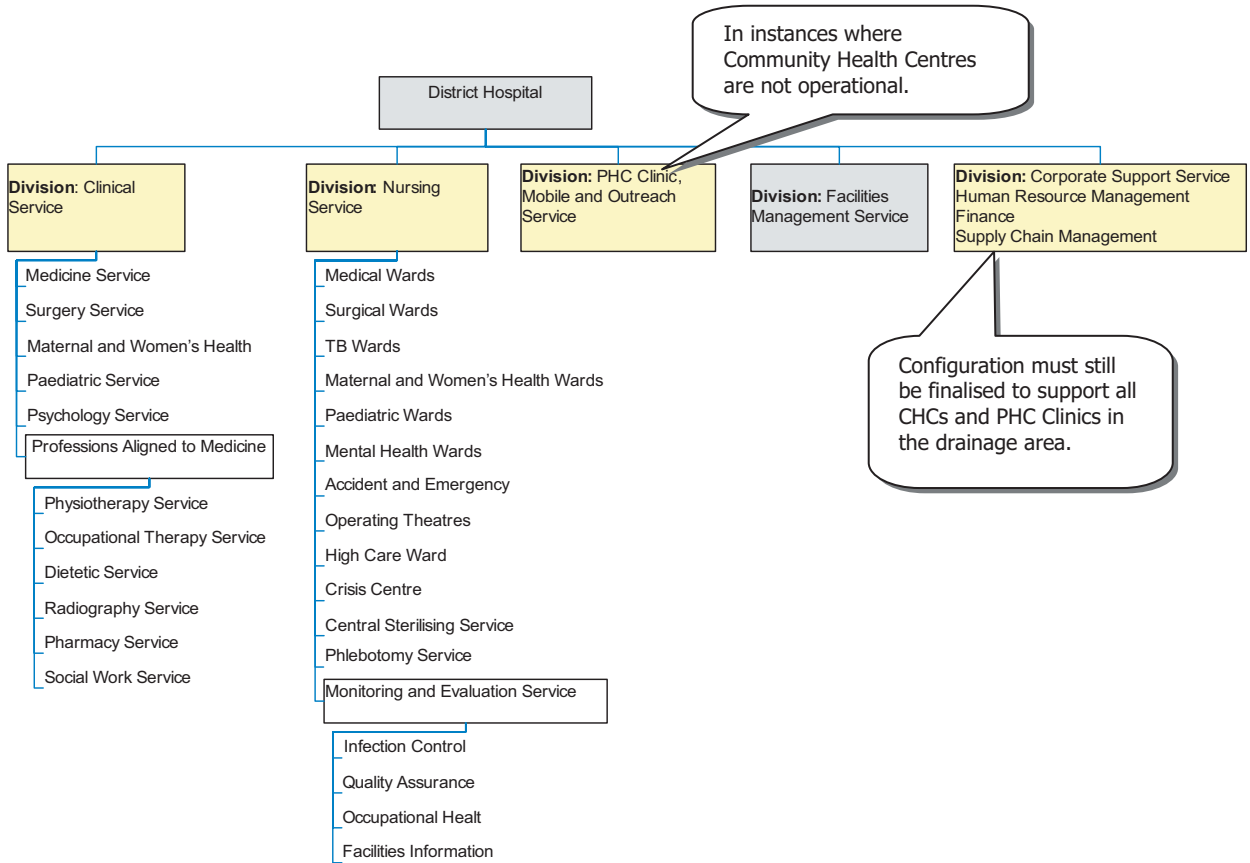 In instances where
Community Health Centres
are not operational.
District Hospital
Division: Clinical
Service
Division: Nursing
Service
Division: PHC Clinic,
Mobile and Outreach
Service
Division: Facilities
Management Service
Division: Corporate Support Service
Human Resource Management
Finance
Supply Chain Management
Medicine Service
Surgery Service
Maternal and Women's Health
Paediatric Service
Psychology Service
Professions Aligned to Medicine
Physiotherapy Service
Occupational Therapy Service
Dietetic Service
Radiography Service
Pharmacy Service
Social Work Service
Medical Wards
Surgical Wards
TB Wards
Maternal and Women's Health Wards
Paediatric Wards
Mental Health Wards
Accident and Emergency
Operating Theatres
High Care Ward
Crisis Centre
Central Sterilising Service
Phlebotomy Service
Monitoring and Evaluation Service
Infection Control
Quality Assurance
Occupational Healt
Facilities Information
Configuration must still
be finalised to support all
CHCs and PHC Clinics in
the drainage area.